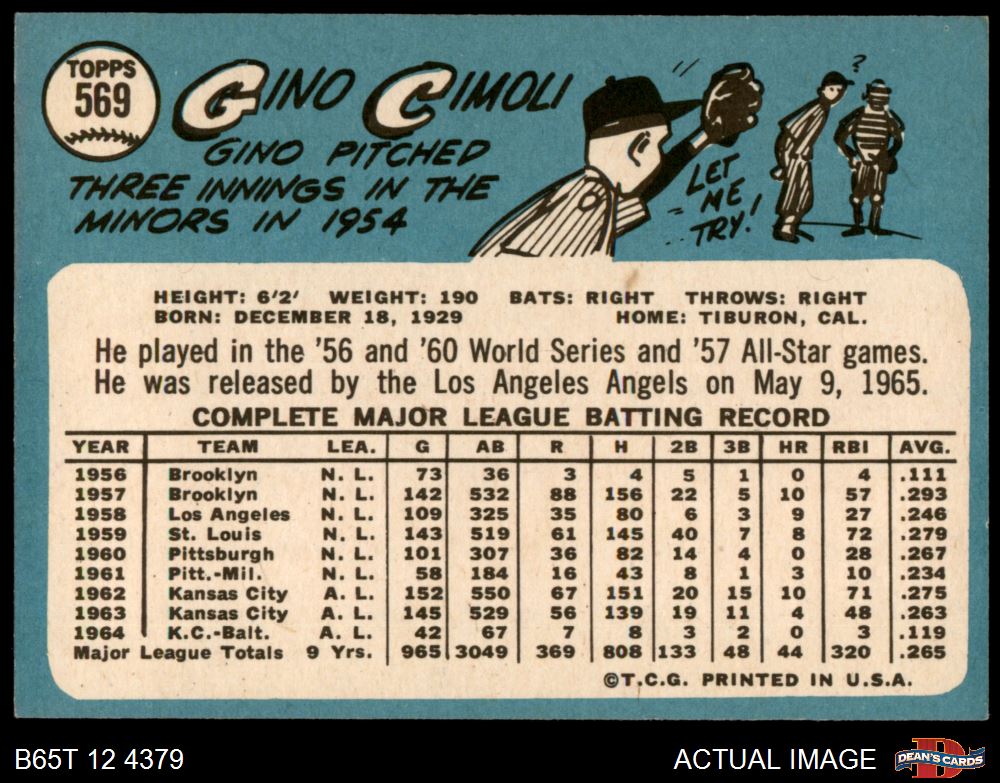 TOPPS
569
GINO CIMOLI
GINO PITCHED
THREE INNINGS IN THE
MINORS IN 1954
LET
ME
TRY!
?
HEIGHT: 6'2' WEIGHT: 190 BATS: RIGHT THROWS: RIGHT
BORN: DECEMBER 18, 1929 HOME: TIBURON, CAL.
He played in the '56 and '60 World Series and '57 All-Star games.
He was released by the Los Angeles Angels on May 9, 1965.
COMPLETE MAJOR LEAGUE BATTING RECORD
YEAR TEAM LEA. G AB R H 2B 3B HR RBI AVG.
1956 Brooklyn N. L. 73 36 3 4 5 1 0 4 .111
1957 Brooklyn N. L. 142 532 88 156 22 5 10 57 .293
1958 Los Angeles N. L. 109 325 35 80 6 3 9 27 .246
1959 St. Louis N. L. 143 519 61 145 40 7 8 72 .279
1960 Pittsburgh N. L. 101 307 36 82 14 4 0 28 .267
1961 Pitt.-Mil. N. L. 58 184 16 43 8 1 3 10 .234
1962 Kansas City A. L. 152 550 67 151 20 15 10 71 .275
1963 Kansas City A. L. 145 529 56 139 19 11 4 48 .263
1964 K.C.-Balt. A. L. 42 67 7 8 3 2 0 3 .119
Major League Totals 9 Yrs. 965 3049 369 808 133 48 44 320 .265
©T.C.G. PRINTED IN U.S.A.
B65T 12 4379 ACTUAL IMAGE D DEAN'S CARDS